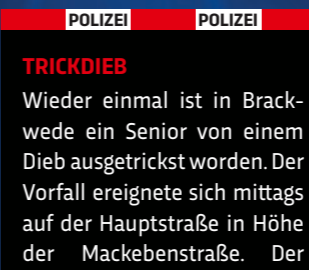 POLIZEI POLIZEI
TRICKDIEB
Wieder einmal ist in Brack-
wede ein Senior von einem
Dieb ausgetrickst worden. Der
Vorfall ereignete sich mittags
auf der Hauptstraße in Höhe
der Mackebenstraße. Der